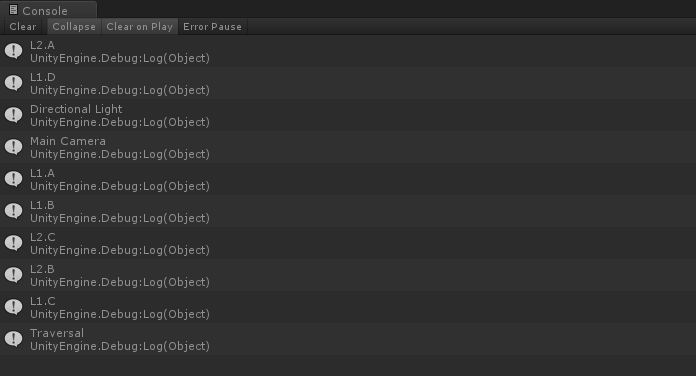 Console
Clear Collapse Clear on Play Error Pause
L2.A
UnityEngine.Debug:Log(Object)
L1.D
UnityEngine.Debug:Log(Object)
Directional Light
UnityEngine.Debug:Log(Object)
Main Camera
UnityEngine.Debug:Log(Object)
L1.A
UnityEngine.Debug:Log(Object)
L1.B
UnityEngine.Debug:Log(Object)
L2.C
UnityEngine.Debug:Log(Object)
L2.B
UnityEngine.Debug:Log(Object)
L1.C
UnityEngine.Debug:Log(Object)
Traversal
UnityEngine.Debug:Log(Object)